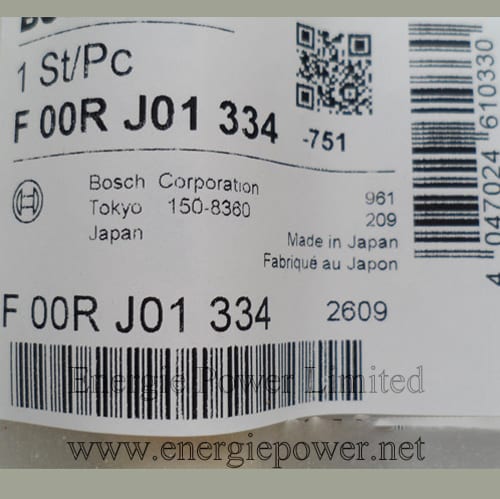 1 St/Pc
F 00R J01 334 -751
Bosch Corporation
Tokyo 150-8360
Japan
961
209
Made in Japan
Fabriqué au Japon
4 047024 610330
F 00R J01 334 2609
Energie Power Limited
www.energiepower.net